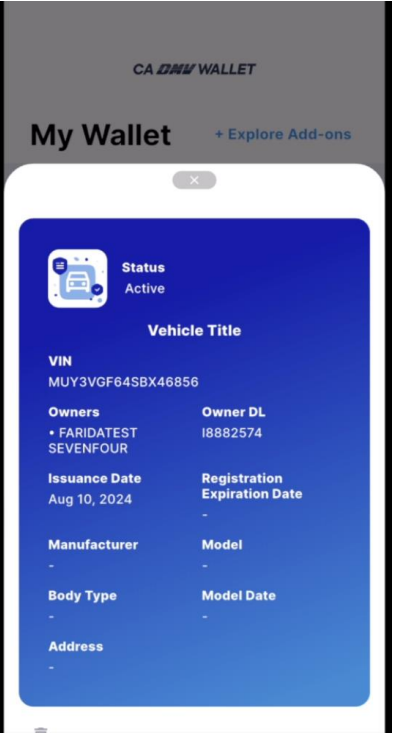 CA DMV WALLET
My Wallet + Explore Add-ons
Status
Active
Vehicle Title
VIN
MUY3VGF64SBX46856
Owners Owner DL
• FARIDATEST I8882574
SEVENFOUR
Issuance Date Registration
Aug 10, 2024 Expiration Date
-
Manufacturer Model
- -
Body Type Model Date
- -
Address
-